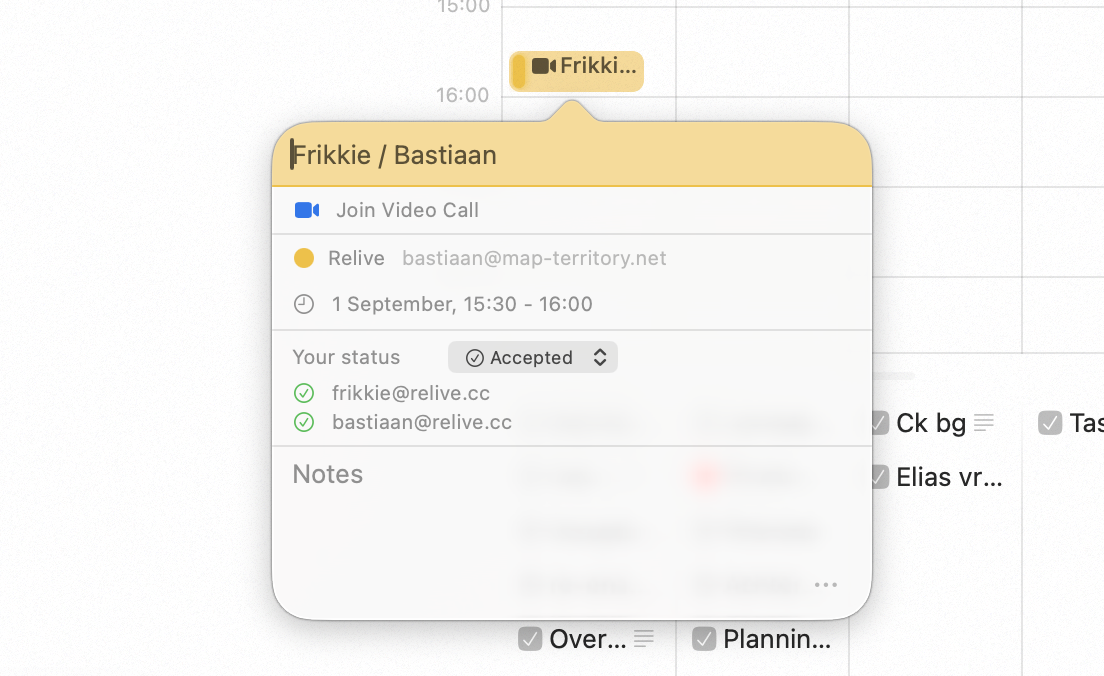 15:00
Frikki...
16:00
Frikkie / Bastiaan
Join Video Call
Relive bastiaan@map-territory.net
1 September, 15:30 - 16:00
Your status Accepted
frikkie@relive.cc
bastiaan@relive.cc
Notes
Ck bg
Tas
Elias vr...
Over...
Plannin...